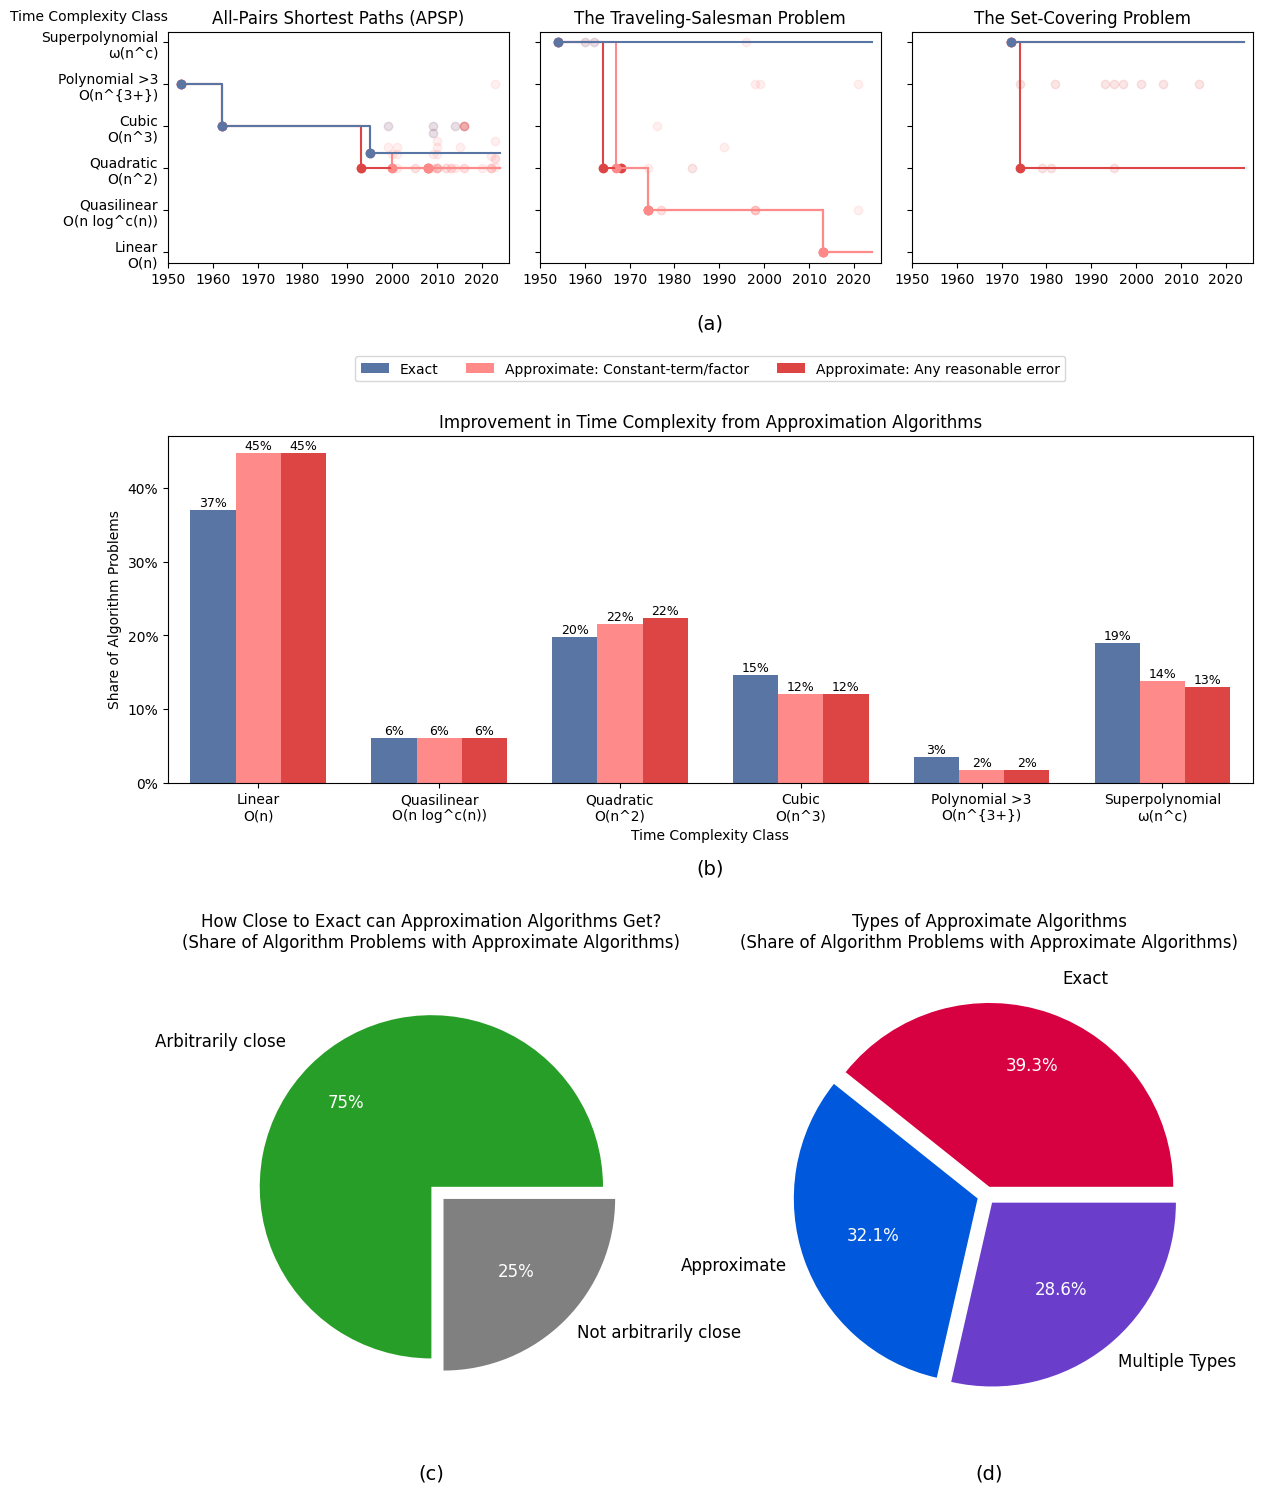 Time Complexity Class
All-Pairs Shortest Paths (APSP)
The Traveling-Salesman Problem
The Set-Covering Problem
Superpolynomial
ω(n^c)
Polynomial >3
O(n^{3+})
Cubic
O(n^3)
Quadratic
O(n^2)
Quasilinear
O(n log^c(n))
Linear
O(n)
1950 1960 1970 1980 1990 2000 2010 2020
1950 1960 1970 1980 1990 2000 2010 2020
1950 1960 1970 1980 1990 2000 2010 2020
(a)
Exact
Approximate: Constant-term/factor
Approximate: Any reasonable error
Improvement in Time Complexity from Approximation Algorithms
Share of Algorithm Problems
40%
30%
20%
10%
0%
37% 45% 45%
6% 6% 6%
20% 22% 22%
15% 12% 12%
3% 2% 2%
19% 14% 13%
Linear
O(n)
Quasilinear
O(n log^c(n))
Quadratic
O(n^2)
Cubic
O(n^3)
Polynomial >3
O(n^{3+})
Superpolynomial
ω(n^c)
Time Complexity Class
(b)
How Close to Exact can Approximation Algorithms Get?
(Share of Algorithm Problems with Approximate Algorithms)
Arbitrarily close
75%
25%
Not arbitrarily close
(c)
Types of Approximate Algorithms
(Share of Algorithm Problems with Approximate Algorithms)
Exact
39.3%
32.1%
Approximate
28.6%
Multiple Types
(d)